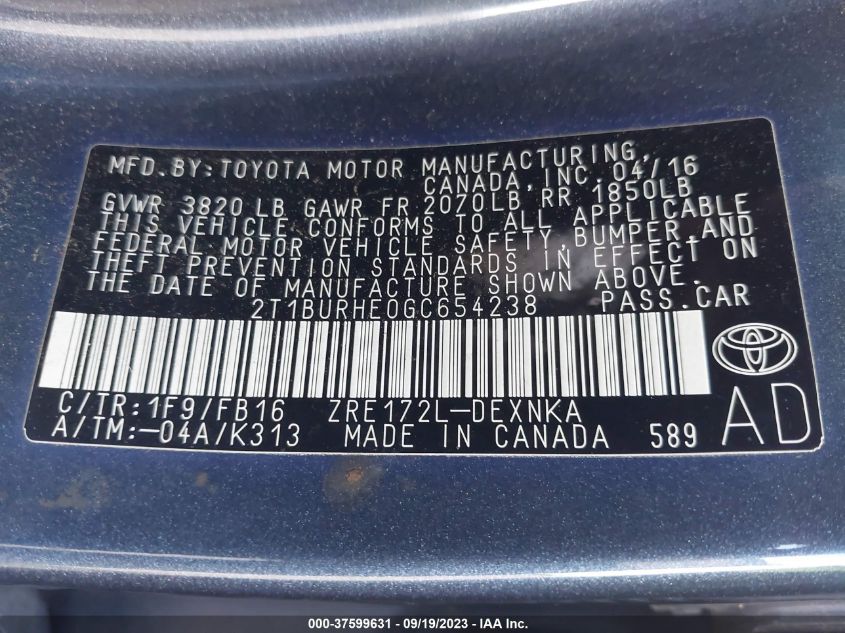 MFD.BY:TOYOTA MOTOR MANUFACTURING,
CANADA, INC. 04/16
GVWR 3820 LB GAWR FR 2070LB RR 1850LB
THIS VEHICLE CONFORMS TO ALL APPLICABLE
FEDERAL MOTOR VEHICLE SAFETY, BUMPER AND
THEFT PREVENTION STANDARDS IN EFFECT ON
THE DATE OF MANUFACTURE SHOWN ABOVE.
2T1BURHE0GC654238 PASS.CAR
C/TR:1F9/FB16 ZRE172L-DEXNKA
A/TM:-04A/K313 MADE IN CANADA 589
AD
000-37599631 - 09/19/2023 - IAA Inc.